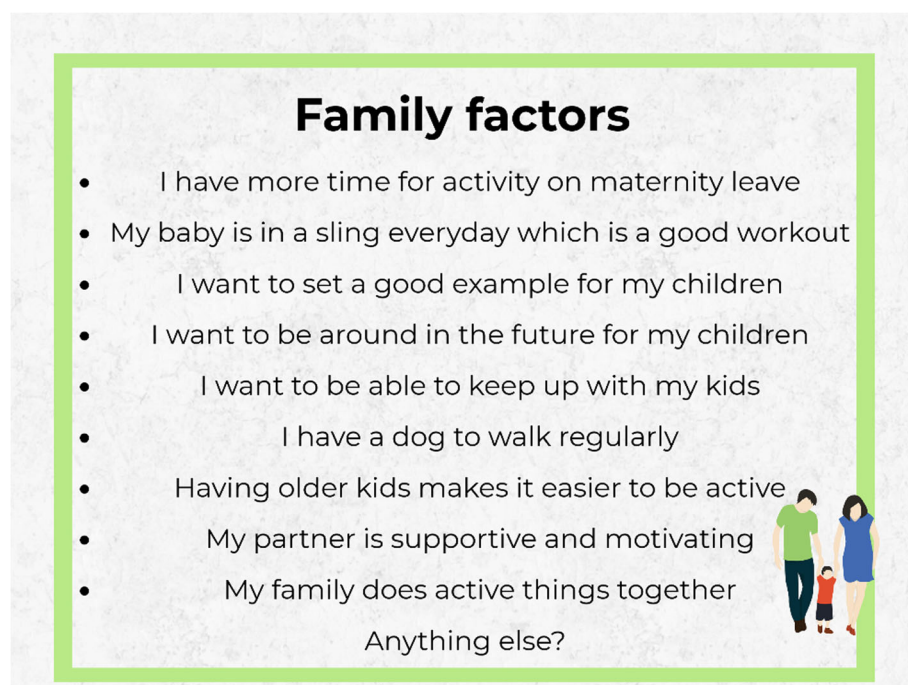 Family factors
• I have more time for activity on maternity leave
• My baby is in a sling everyday which is a good workout
• I want to set a good example for my children
• I want to be around in the future for my children
• I want to be able to keep up with my kids
• I have a dog to walk regularly
• Having older kids makes it easier to be active
• My partner is supportive and motivating
• My family does active things together
Anything else?